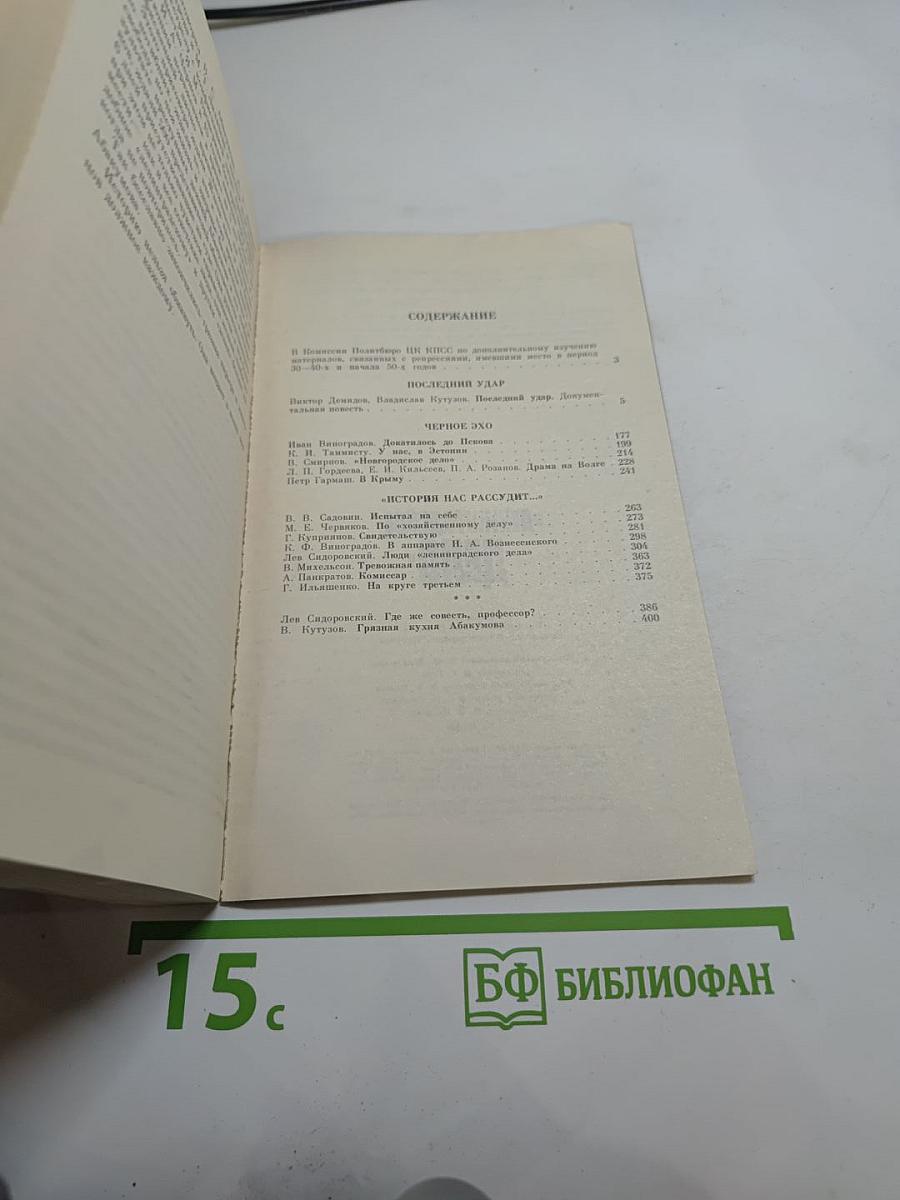 СОДЕРЖАНИЕ
В Комиссии Политбюро ЦК КПСС по дополнительному изучению
материалов, связанных с репрессиями, имевшими место в период
30—40-х и начала 50-х годов . . . . . . . . . . . . 3
ПОСЛЕДНИЙ УДАР
Виктор Демидов, Владислав Кутузов. Последний удар. Докумен-
тальная повесть . . . . . . . . . . . . . . . . 5
ЧЕРНОЕ ЭХО
Иван Виноградов. Докатилось до Пскова . . . . . . . . 177
К. И. Таммисту. У нас, в Эстонии . . . . . . . . . . 199
В. Смирнов. «Новгородское дело» . . . . . . . . . . 214
Л. П. Гордеева, Е. И. Кильсеев, П. А. Розанов. Драма на Волге . 228
Петр Гармаш. В Крыму . . . . . . . . . . . . . 241
«ИСТОРИЯ НАС РАССУДИТ...»
В. В. Садовин. Испытал на себе . . . . . . . . . . 263
М. Е. Червяков. По «хозяйственному делу» . . . . . . . 273
Г. Куприянов. Свидетельствую . . . . . . . . . . . 281
К. Ф. Виноградов. В аппарате Н. А. Вознесенского . . . . . 298
Лев Сидоровский. Люди «ленинградского дела» . . . . . . 304
В. Михельсон. Тревожная память . . . . . . . . . . 363
А. Панкратов. Комиссар . . . . . . . . . . . . . 372
Г. Ильяшенко. На круге третьем . . . . . . . . . . 375
* * *
Лев Сидоровский. Где же совесть, профессор? . . . . . . 386
В. Кутузов. Грязная кухня Абакумова . . . . . . . . 400
15 с
БФ БИБЛИОФАН